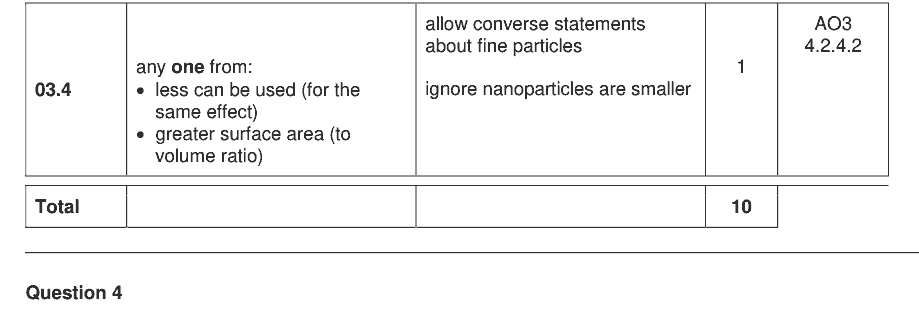 allow converse statements
about fine particles
AO3
4.2.4.2
03.4
any one from:
• less can be used (for the
same effect)
• greater surface area (to
volume ratio)
ignore nanoparticles are smaller
1
Total
10
Question 4